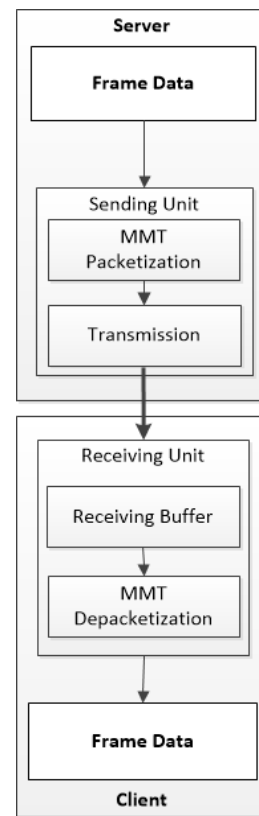 Server
Frame Data
Sending Unit
MMT
Packetization
Transmission
Receiving Unit
Receiving Buffer
MMT
Depacketization
Frame Data
Client